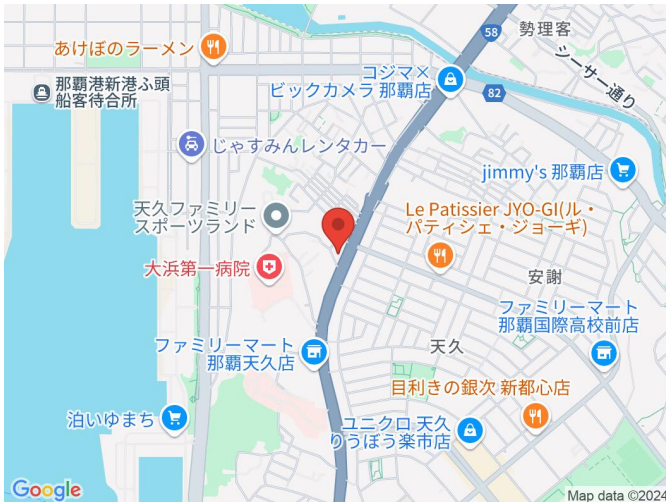 58
勢理客
シーサー通り
あけぼのラーメン
コジマ×
ビックカメラ 那覇店
那覇港新港ふ頭
船客待合所
82
じゃすみんレンタカー
jimmy's 那覇店
天久ファミリー
スポーツランド
Le Patissier JYO-GI(ル・
パティシェ・ジョーギ)
大浜第一病院
安謝
ファミリーマート
那覇国際高校前店
ファミリーマート
那覇天久店
天久
目利きの銀次 新都心店
泊いゆまち
ユニクロ 天久
りうぼう楽市店
Google
Map data ©2024